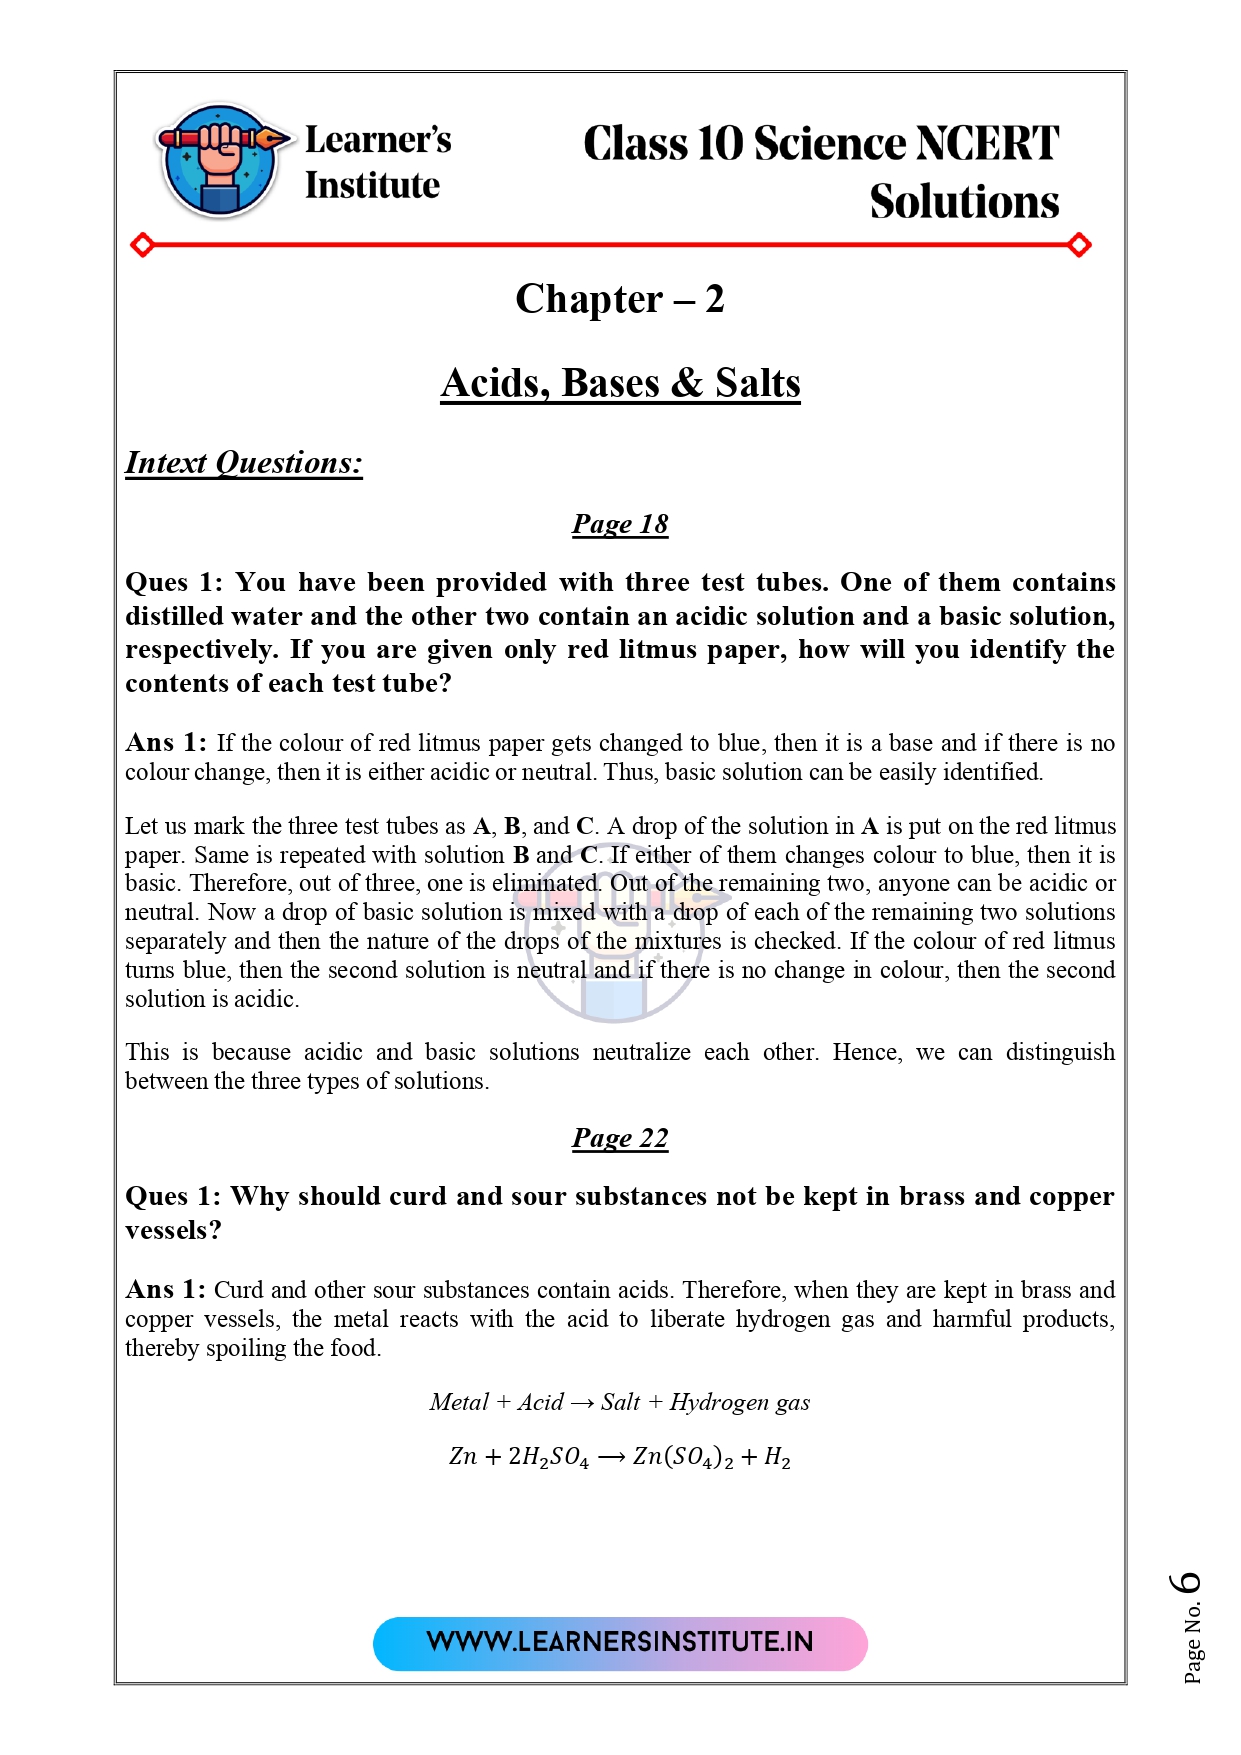 Learner's
Institute
Class 10 Science NCERT
Solutions
Chapter – 2
Acids, Bases & Salts
Intext Questions:
Page 18
Ques 1: You have been provided with three test tubes. One of them contains
distilled water and the other two contain an acidic solution and a basic solution,
respectively. If you are given only red litmus paper, how will you identify the
contents of each test tube?
Ans 1: If the colour of red litmus paper gets changed to blue, then it is a base and if there is no
colour change, then it is either acidic or neutral. Thus, basic solution can be easily identified.
Let us mark the three test tubes as A, B, and C. A drop of the solution in A is put on the red litmus
paper. Same is repeated with solution B and C. If either of them changes colour to blue, then it is
basic. Therefore, out of three, one is eliminated. Out of the remaining two, anyone can be acidic or
neutral. Now a drop of basic solution is mixed with a drop of each of the remaining two solutions
separately and then the nature of the drops of the mixtures is checked. If the colour of red litmus
turns blue, then the second solution is neutral and if there is no change in colour, then the second
solution is acidic.
This is because acidic and basic solutions neutralize each other. Hence, we can distinguish
between the three types of solutions.
Page 22
Ques 1: Why should curd and sour substances not be kept in brass and copper
vessels?
Ans 1: Curd and other sour substances contain acids. Therefore, when they are kept in brass and
copper vessels, the metal reacts with the acid to liberate hydrogen gas and harmful products,
thereby spoiling the food.
Metal + Acid → Salt + Hydrogen gas
Zn + 2H₂SO₄ ⟶ Zn(SO₄)₂ + H₂
WWW.LEARNERSINSTITUTE.IN
Page No. 6